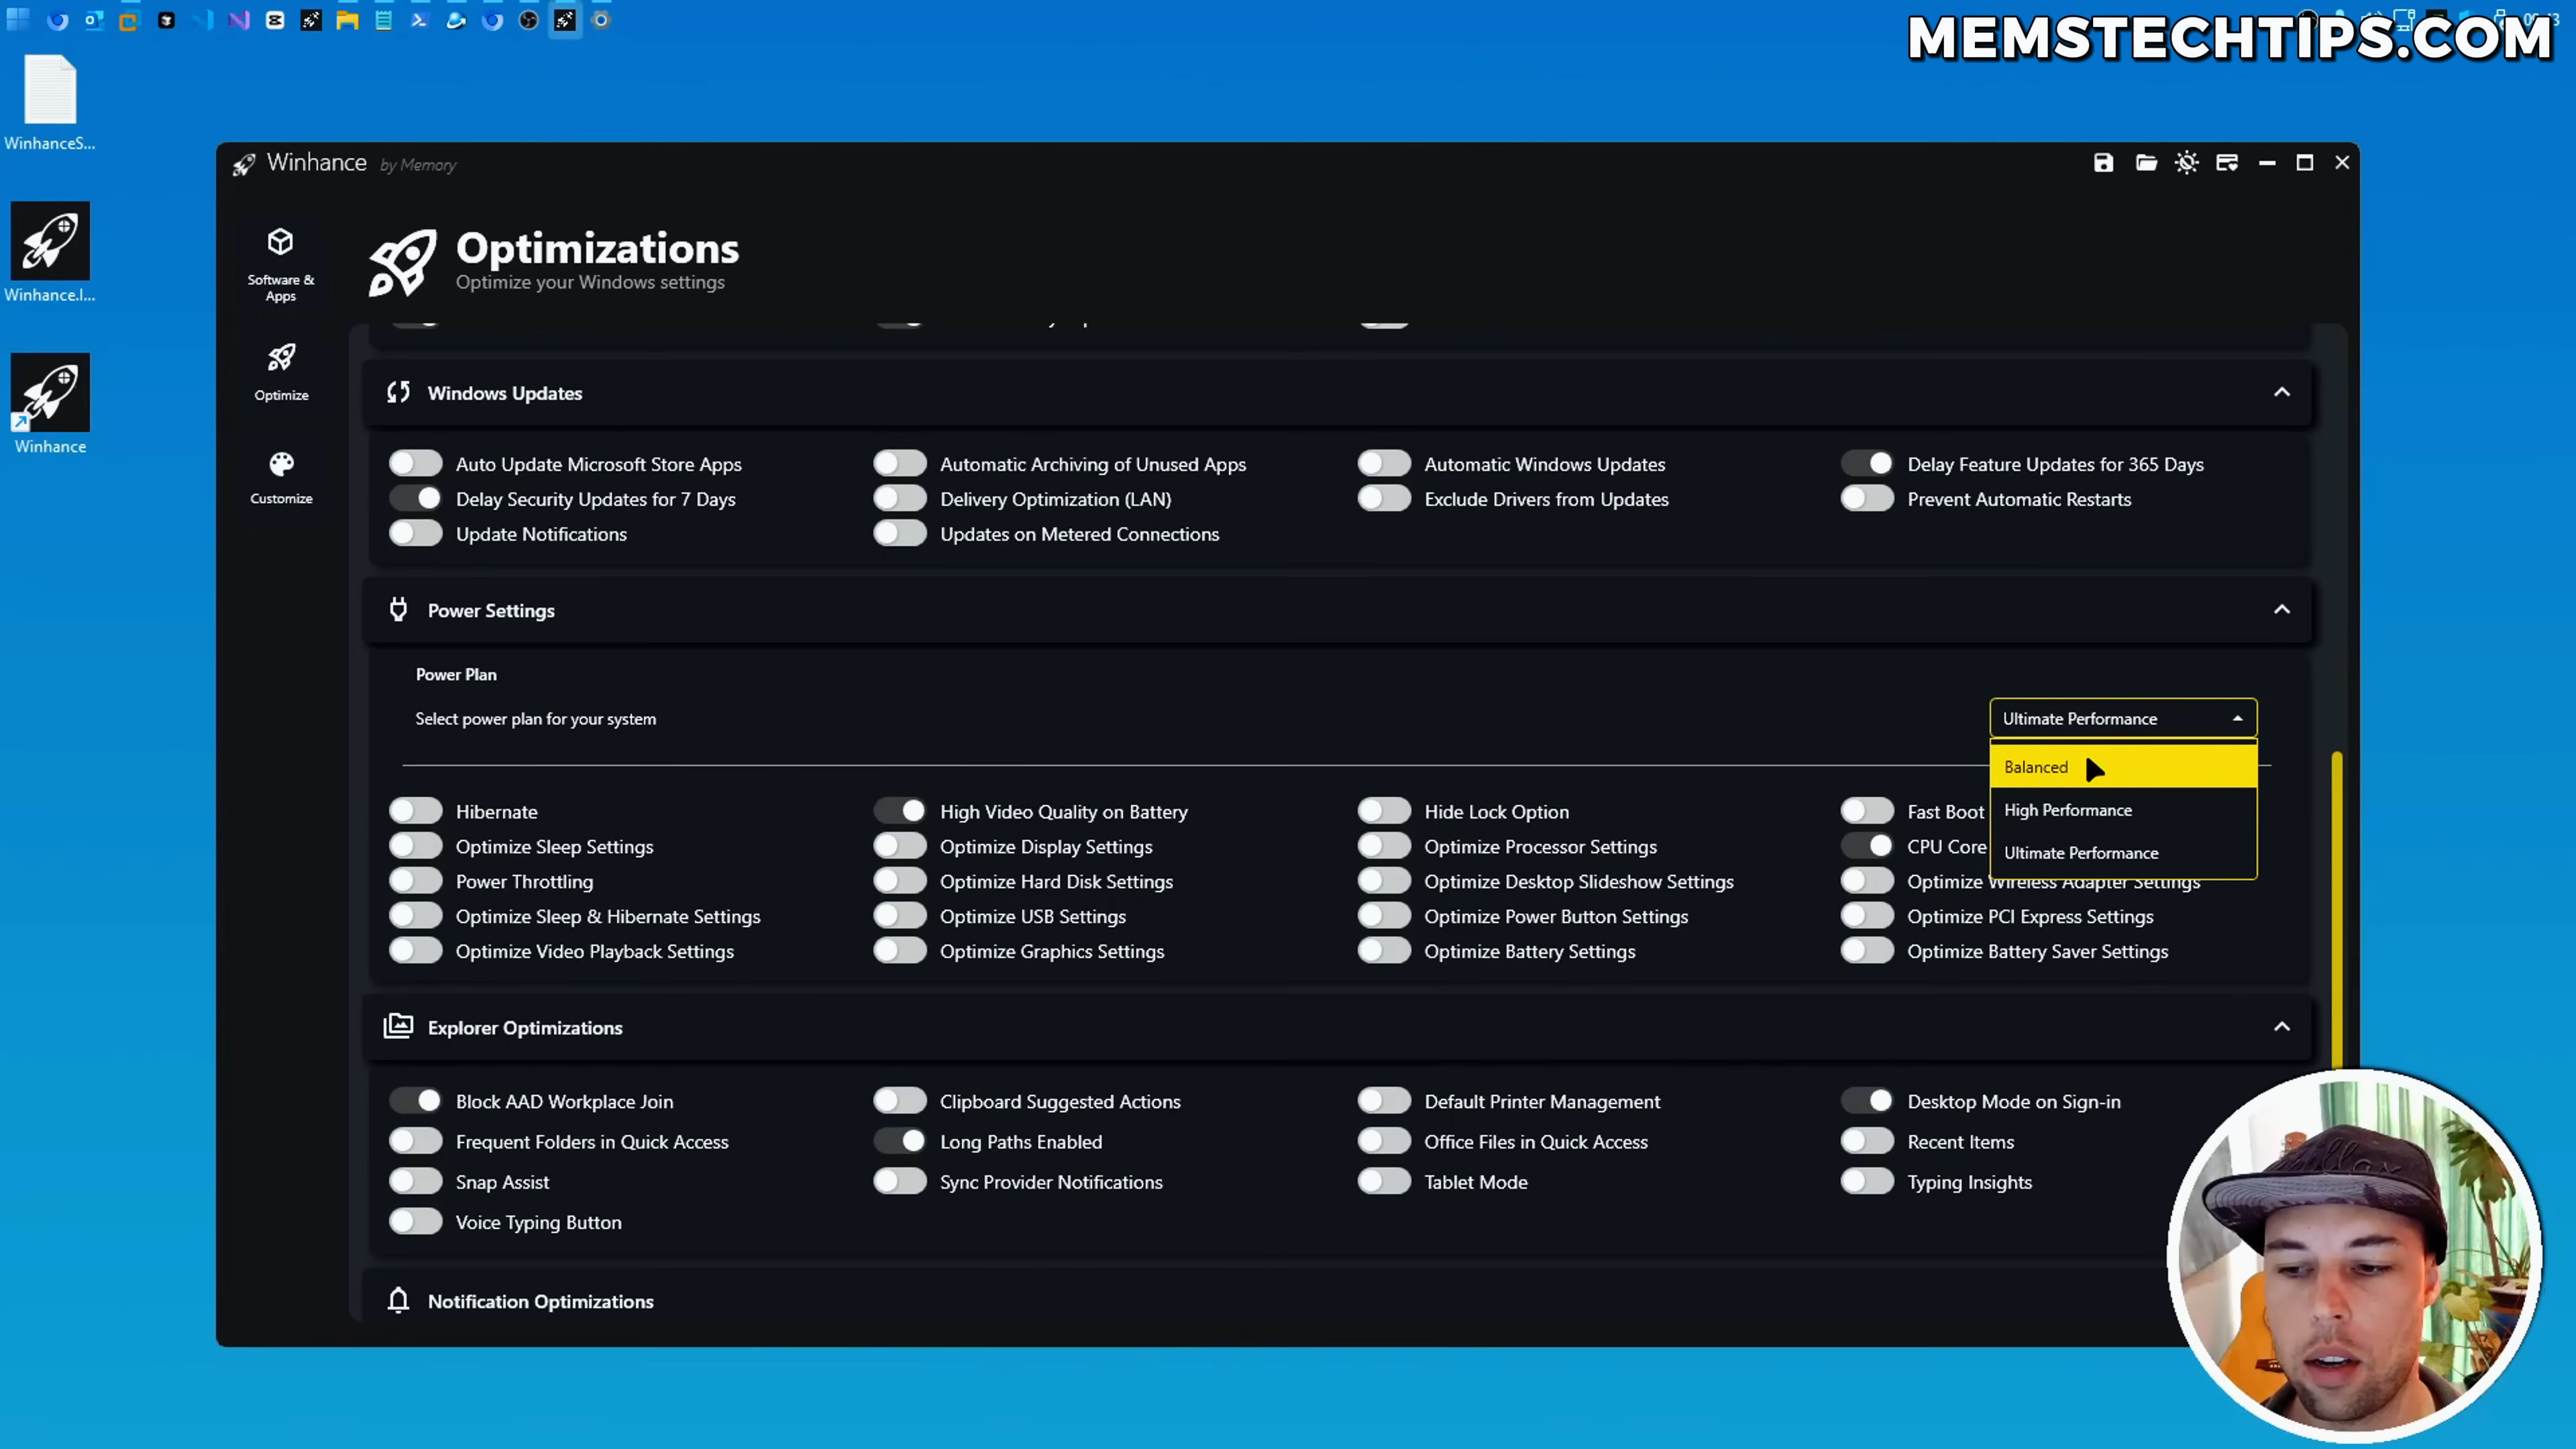 MEMSTECHTIPS.COM
WinhanceS...
Winhance.l...
Winhance
Winhance by Memory
Software & Apps
Optimize
Customize
Optimizations
Optimize your Windows settings
Windows Updates
Auto Update Microsoft Store Apps
Automatic Archiving of Unused Apps
Automatic Windows Updates
Delay Feature Updates for 365 Days
Delay Security Updates for 7 Days
Delivery Optimization (LAN)
Exclude Drivers from Updates
Prevent Automatic Restarts
Update Notifications
Updates on Metered Connections
Power Settings
Power Plan
Select power plan for your system
Ultimate Performance
Balanced
High Performance
Ultimate Performance
Hibernate
High Video Quality on Battery
Hide Lock Option
Fast Boot
Optimize Sleep Settings
Optimize Display Settings
Optimize Processor Settings
CPU Core
Power Throttling
Optimize Hard Disk Settings
Optimize Desktop Slideshow Settings
Optimize Wireless Adapter Settings
Optimize Sleep & Hibernate Settings
Optimize USB Settings
Optimize Power Button Settings
Optimize PCI Express Settings
Optimize Video Playback Settings
Optimize Graphics Settings
Optimize Battery Settings
Optimize Battery Saver Settings
Explorer Optimizations
Block AAD Workplace Join
Clipboard Suggested Actions
Default Printer Management
Desktop Mode on Sign-in
Frequent Folders in Quick Access
Long Paths Enabled
Office Files in Quick Access
Recent Items
Snap Assist
Sync Provider Notifications
Tablet Mode
Typing Insights
Voice Typing Button
Notification Optimizations